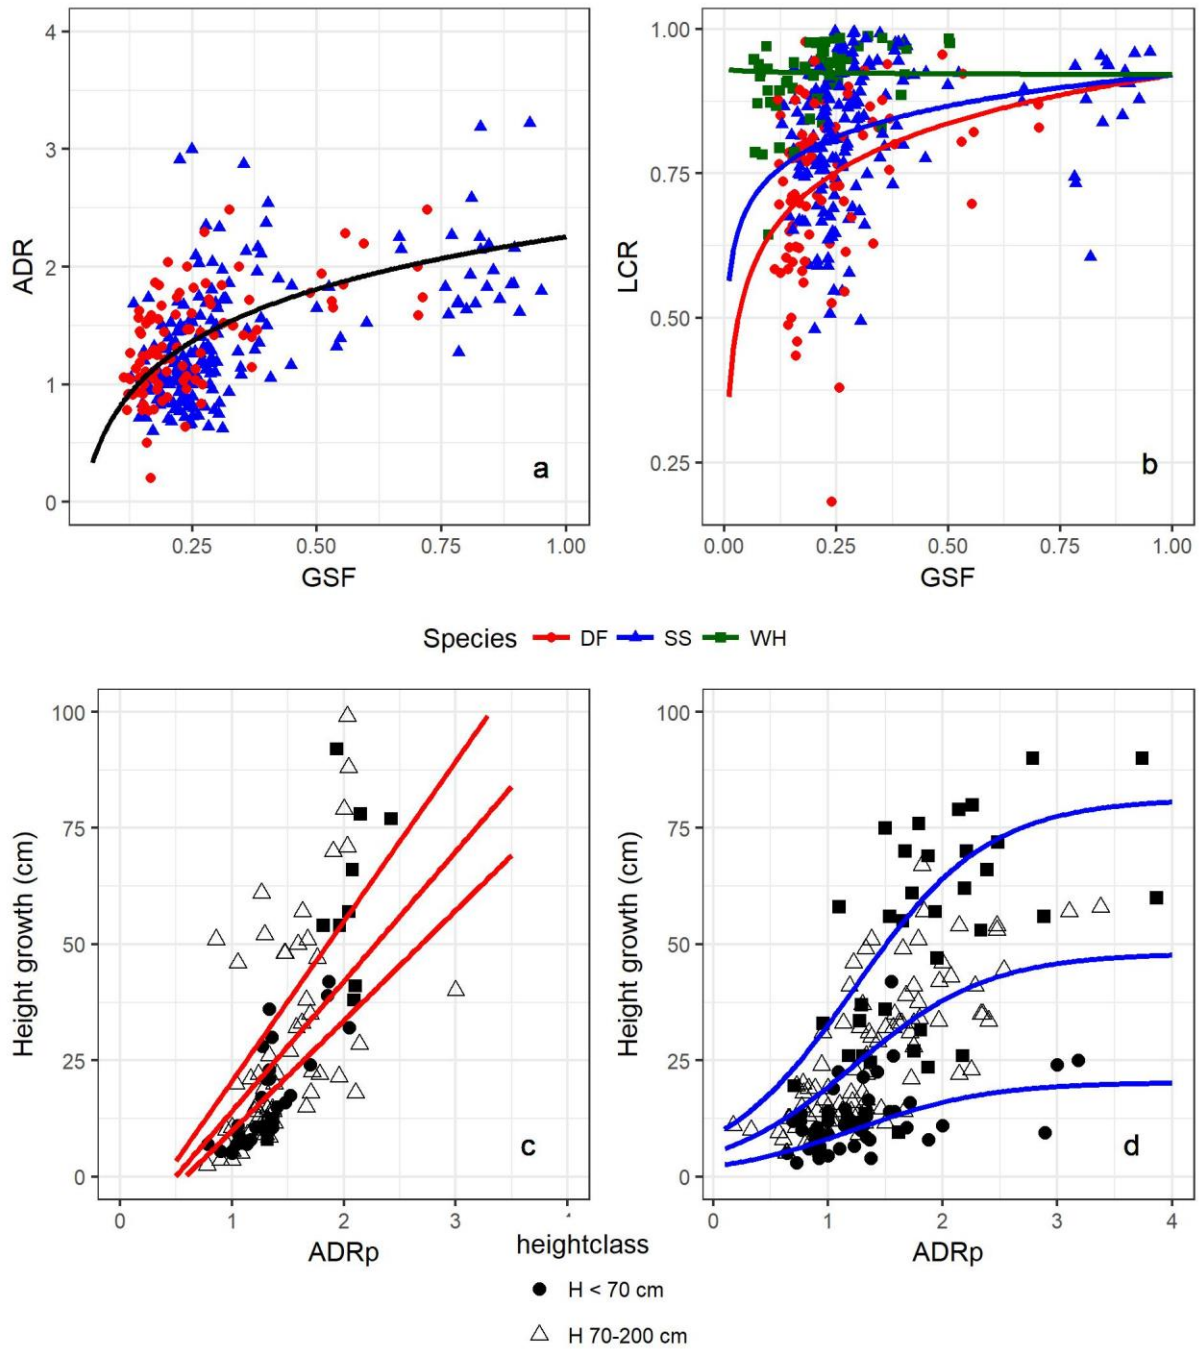 4
3
2
1
0
ADR
0.25 0.50 0.75 1.00
GSF
a
1.00
0.75
0.50
0.25
LCR
0.00 0.25 0.50 0.75 1.00
GSF
b
Species DF SS WH
100
75
50
25
0
Height growth (cm)
0 1 2 3
ADRp
c
100
75
50
25
0
Height growth (cm)
0 1 2 3 4
ADRp
d
heightclass
H < 70 cm
H 70-200 cm